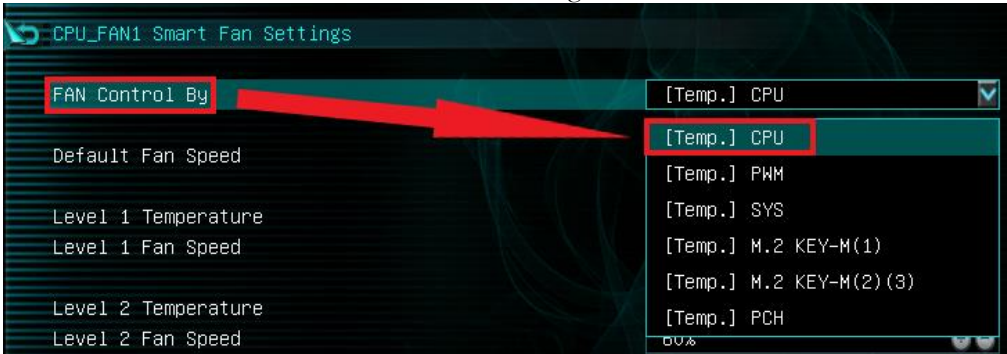 CPU_FAN1 Smart Fan Settings
FAN Control By [Temp.] CPU
[Temp.] CPU
Default Fan Speed
[Temp.] PWM
Level 1 Temperature [Temp.] SYS
Level 1 Fan Speed [Temp.] M.2 KEY-M(1)
[Temp.] M.2 KEY-M(2)(3)
Level 2 Temperature [Temp.] PCH
Level 2 Fan Speed